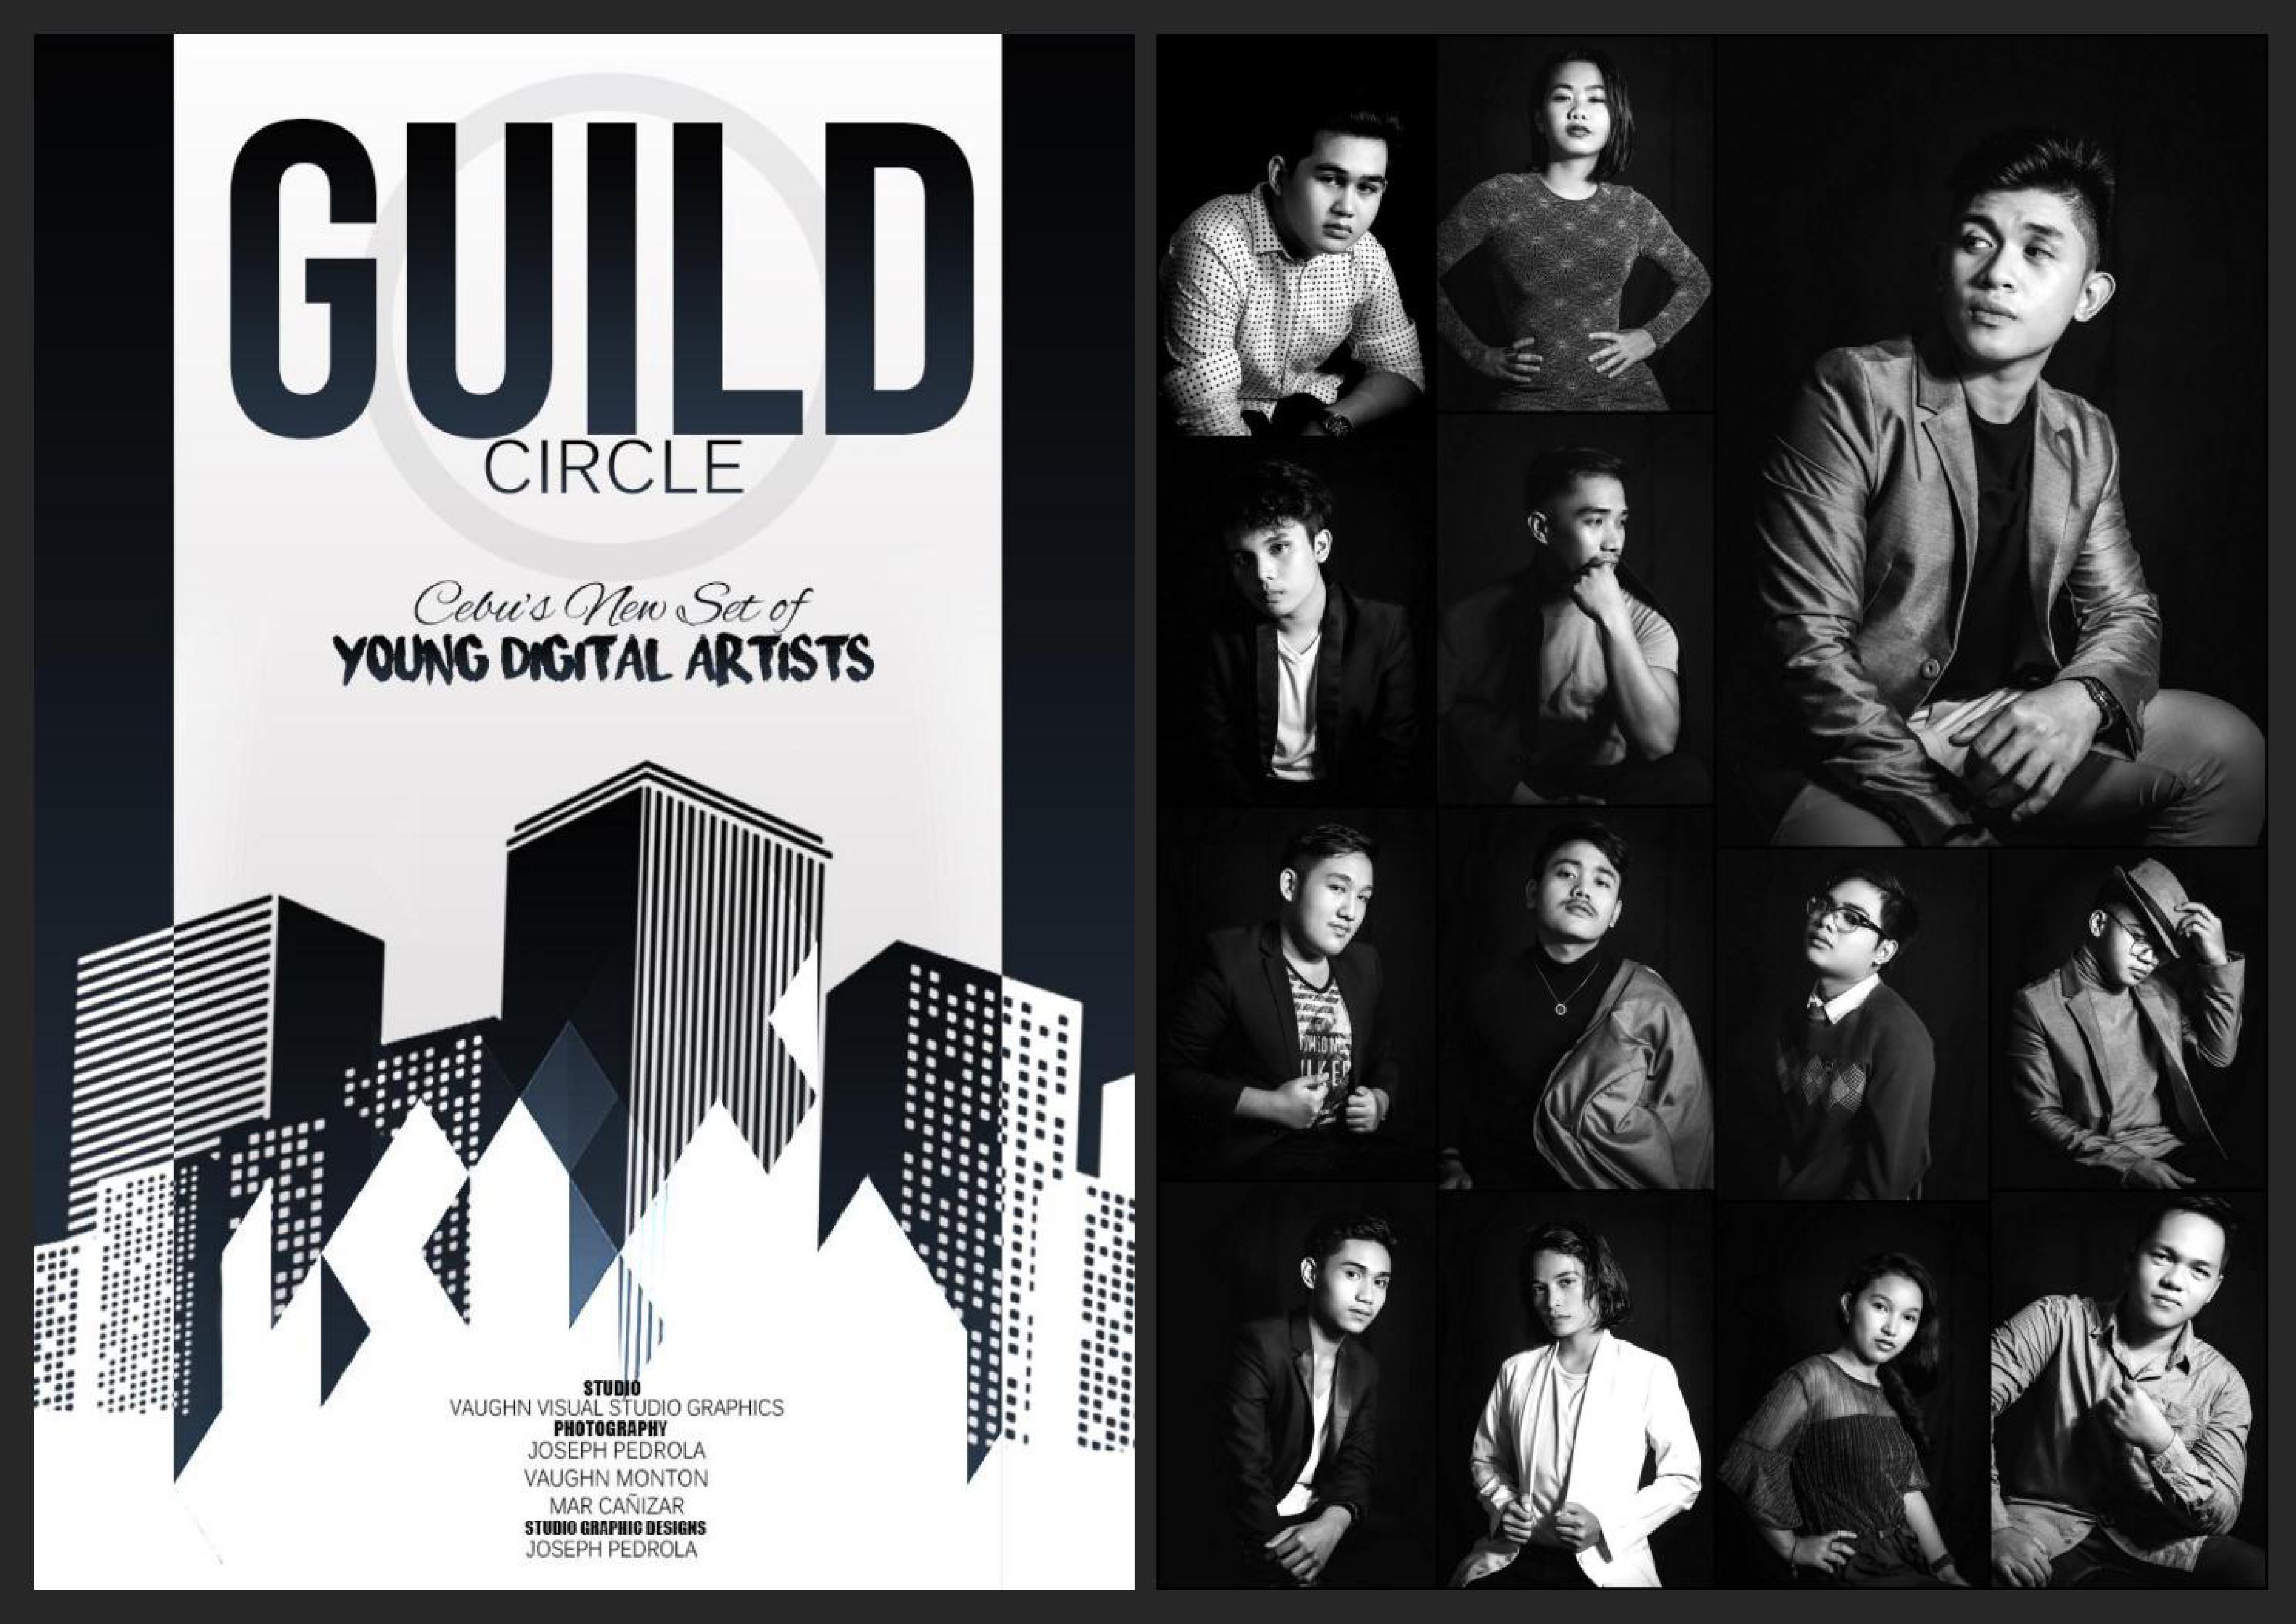 GUILD
CIRCLE
Cebu's New Set of
YOUNG DIGITAL ARTISTS
STUDIO
VAUGHN VISUAL STUDIO GRAPHICS
PHOTOGRAPHY
JOSEPH PEDROLA
VAUGHN MONTON
MAR CAÑIZAR
STUDIO GRAPHIC DESIGNS
JOSEPH PEDROLA